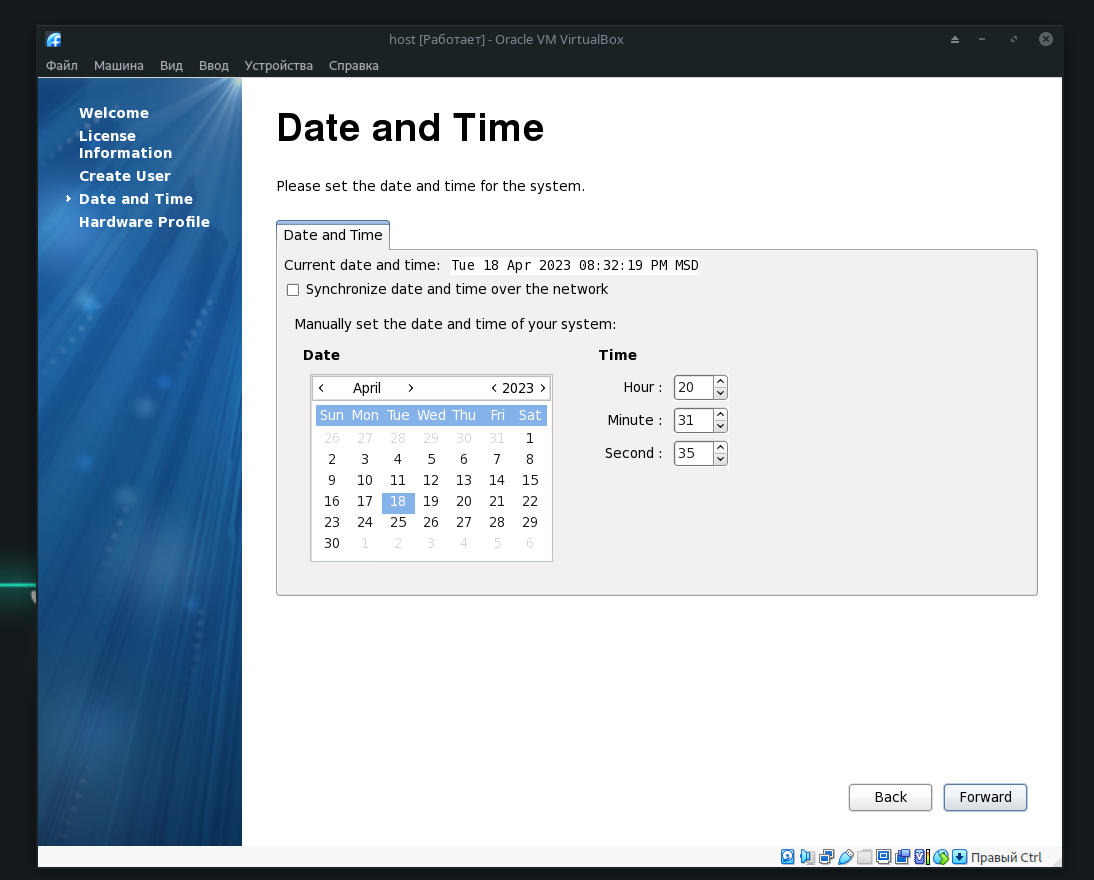 host [Работает] - Oracle VM VirtualBox
Файл Машина Вид Ввод Устройства Справка
Welcome
License
Information
Create User
Date and Time
Hardware Profile
Date and Time
Please set the date and time for the system.
Date and Time
Current date and time: Tue 18 Apr 2023 08:32:19 PM MSD
Synchronize date and time over the network
Manually set the date and time of your system:
Date
April 2023
Sun Mon Tue Wed Thu Fri Sat
26 27 28 29 30 31 1
2 3 4 5 6 7 8
9 10 11 12 13 14 15
16 17 18 19 20 21 22
23 24 25 26 27 28 29
30 1 2 3 4 5 6
Time
Hour : 20
Minute : 31
Second : 35
Back Forward
Правый Ctrl